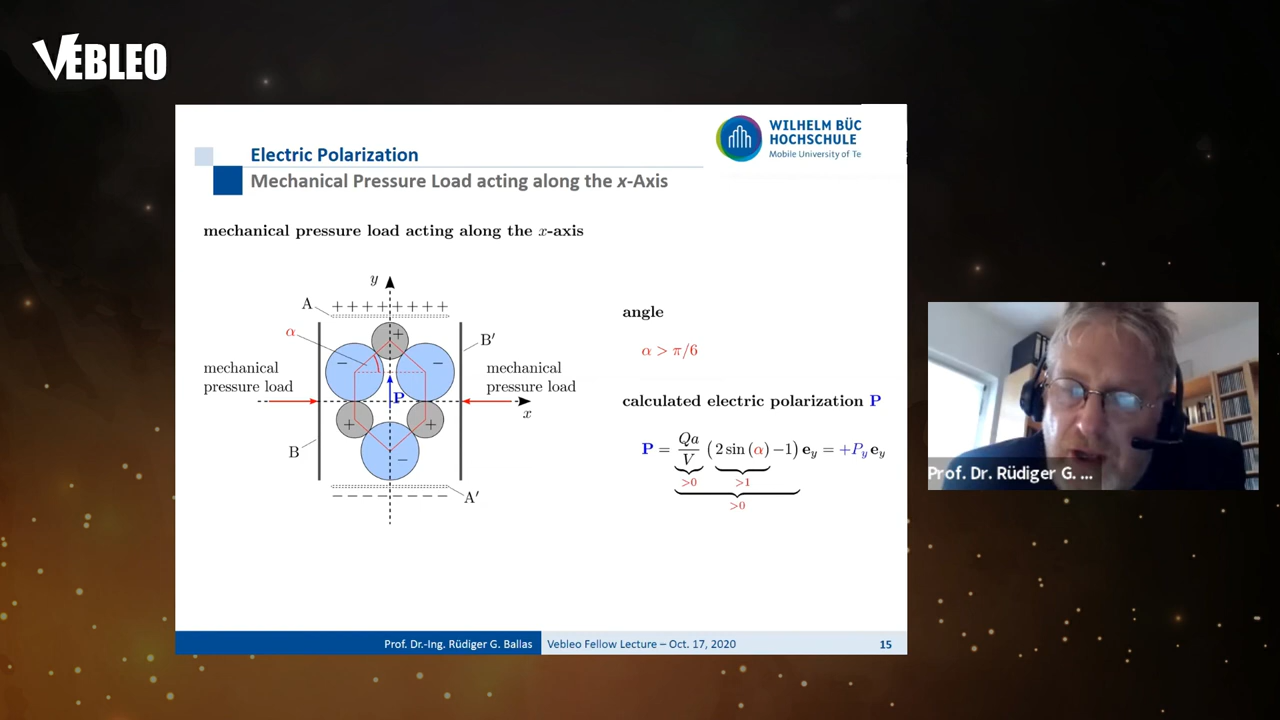 VEBLEO
WILHELM BÜC
HOCHSCHULE
Mobile University of Te
Electric Polarization
Mechanical Pressure Load acting along the x-Axis
mechanical pressure load acting along the x-axis
y
A
+ + + + + + + + +
α
+
B′
− −
mechanical
pressure load
mechanical
pressure load
P
x
+ +
B
−
− − − − − − − −
A′
angle
α > π/6
calculated electric polarization P
P = Qa/V (2 sin (α) −1) e_y = +P_y e_y
>0 >1
>0
Prof. Dr. Rüdiger G. ...
Prof. Dr.-Ing. Rüdiger G. Ballas
Vebleo Fellow Lecture – Oct. 17, 2020
15